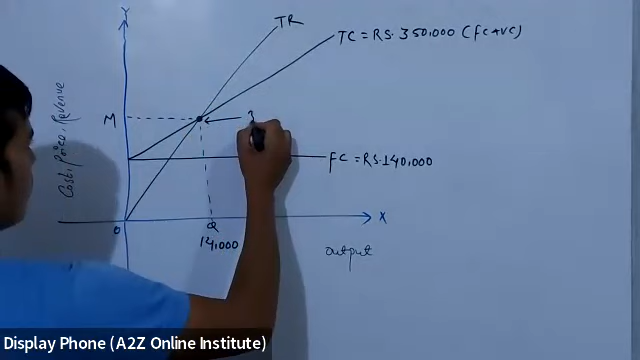 Y
TR
TC = RS. 350,000 (FC+VC)
Cost, Price, Revenue
M
FC = RS. 140,000
O
Q
X
14,000
output
Display Phone (A2Z Online Institute)